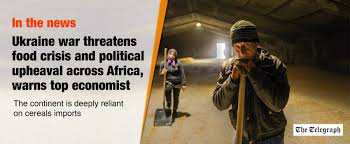 In the news
Ukraine war threatens
food crisis and political
upheaval across Africa,
warns top economist
The continent is deeply reliant
on cereals imports
The Telegraph